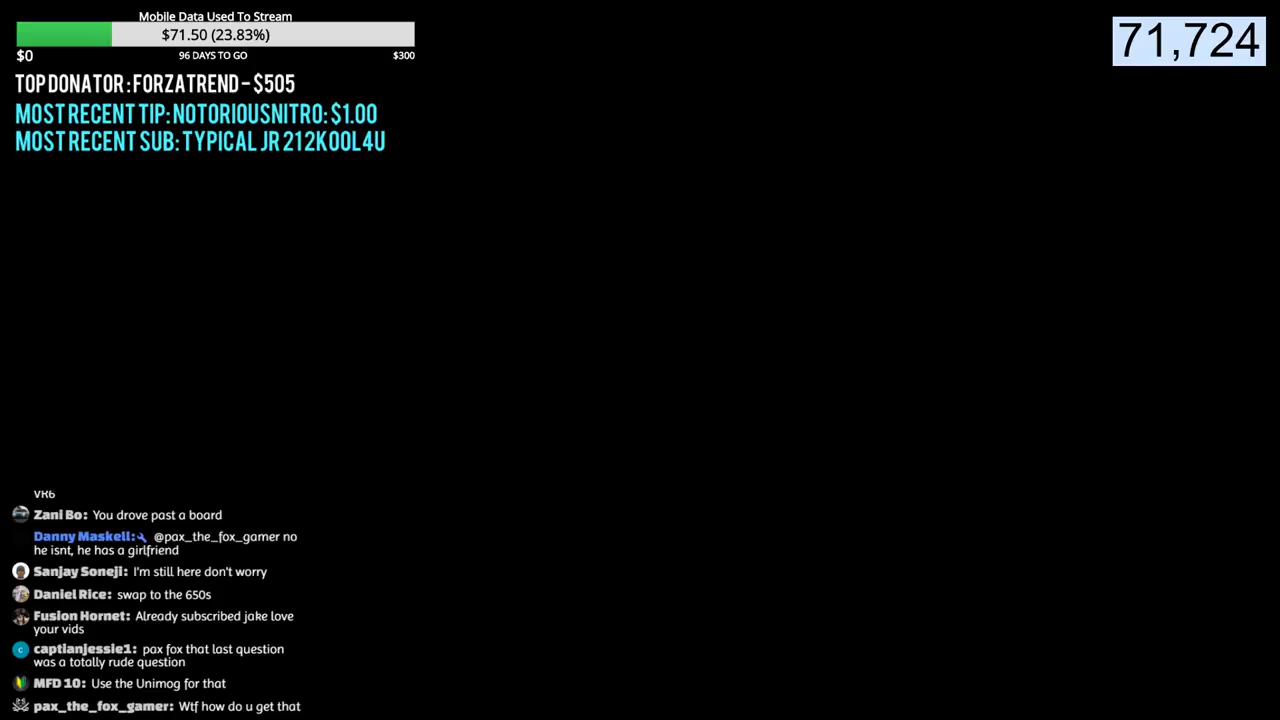 Mobile Data Used To Stream
71,724
$71.50 (23.83%)
$0
96 DAYS TO GO
$300
TOP DONATOR : FORZATREND - $505
MOST RECENT TIP: NOTORIOUSNITRO: $1.00
MOST RECENT SUB: TYPICAL JR 212KOOL4U
VR6
Zani Bo: You drove past a board
Danny Maskell: @pax_the_fox_gamer no
he isnt, he has a girlfriend
Sanjay Soneji: I'm still here don't worry
Daniel Rice: swap to the 650s
Fusion Hornet: Already subscribed jake love
your vids
c
captianjessie1: pax fox that last question
was a totally rude question
MFD 10: Use the Unimog for that
pax_the_fox_gamer: Wtf how do u get that